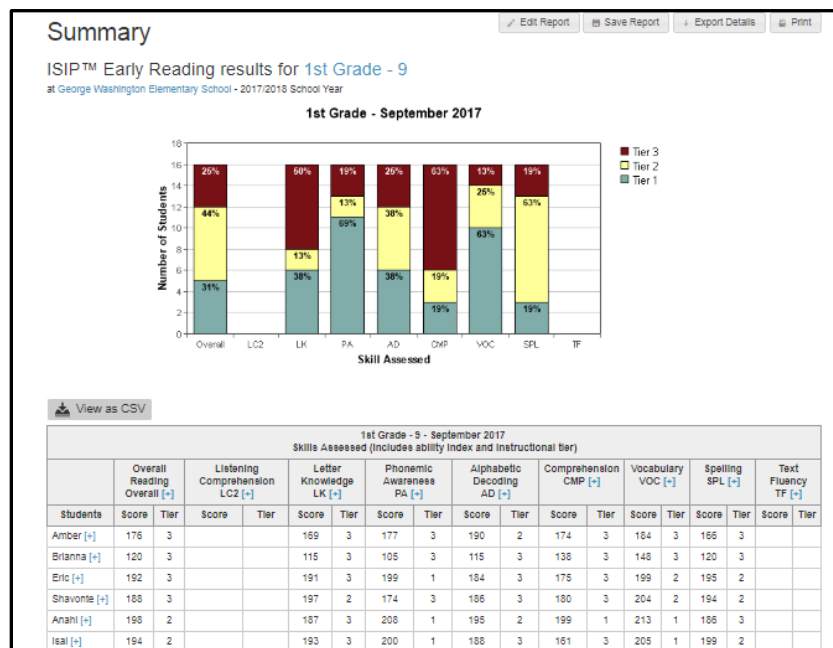 Summary
Edit Report
Save Report
Export Details
Print
ISIP™ Early Reading results for 1st Grade - 9
at George Washington Elementary School - 2017/2018 School Year
1st Grade - September 2017
Number of Students
18
16
14
12
10
8
6
4
2
0
25% 50% 19% 25% 63% 13% 19%
44% 13% 13% 38% 19% 25% 63%
31% 38% 69% 38% 19% 63% 19%
Overall LC2 LK PA AD CMP VOC SPL TF
Skill Assessed
Tier 3
Tier 2
Tier 1
View as CSV
1st Grade - 9 - September 2017
Skills Assessed (Includes ability index and instructional tier)
Overall Reading Overall [+]
Listening Comprehension LC2 [+]
Letter Knowledge LK [+]
Phonemic Awareness PA [+]
Alphabetic Decoding AD [+]
Comprehension CMP [+]
Vocabulary VOC [+]
Spelling SPL [+]
Text Fluency TF [+]
Students Score Tier Score Tier Score Tier Score Tier Score Tier Score Tier Score Tier Score Tier Score Tier
Amber [+] 176 3 169 3 177 3 190 2 174 3 184 3 166 3
Brianna [+] 120 3 115 3 105 3 115 3 138 3 148 3 120 3
Eric [+] 192 3 191 3 199 1 184 3 175 3 199 2 195 2
Shavonte [+] 188 3 197 2 174 3 186 3 180 3 204 2 194 2
Anahi [+] 198 2 187 3 208 1 195 2 199 1 213 1 186 3
Isai [+] 194 2 193 3 200 1 188 3 161 3 205 1 199 2